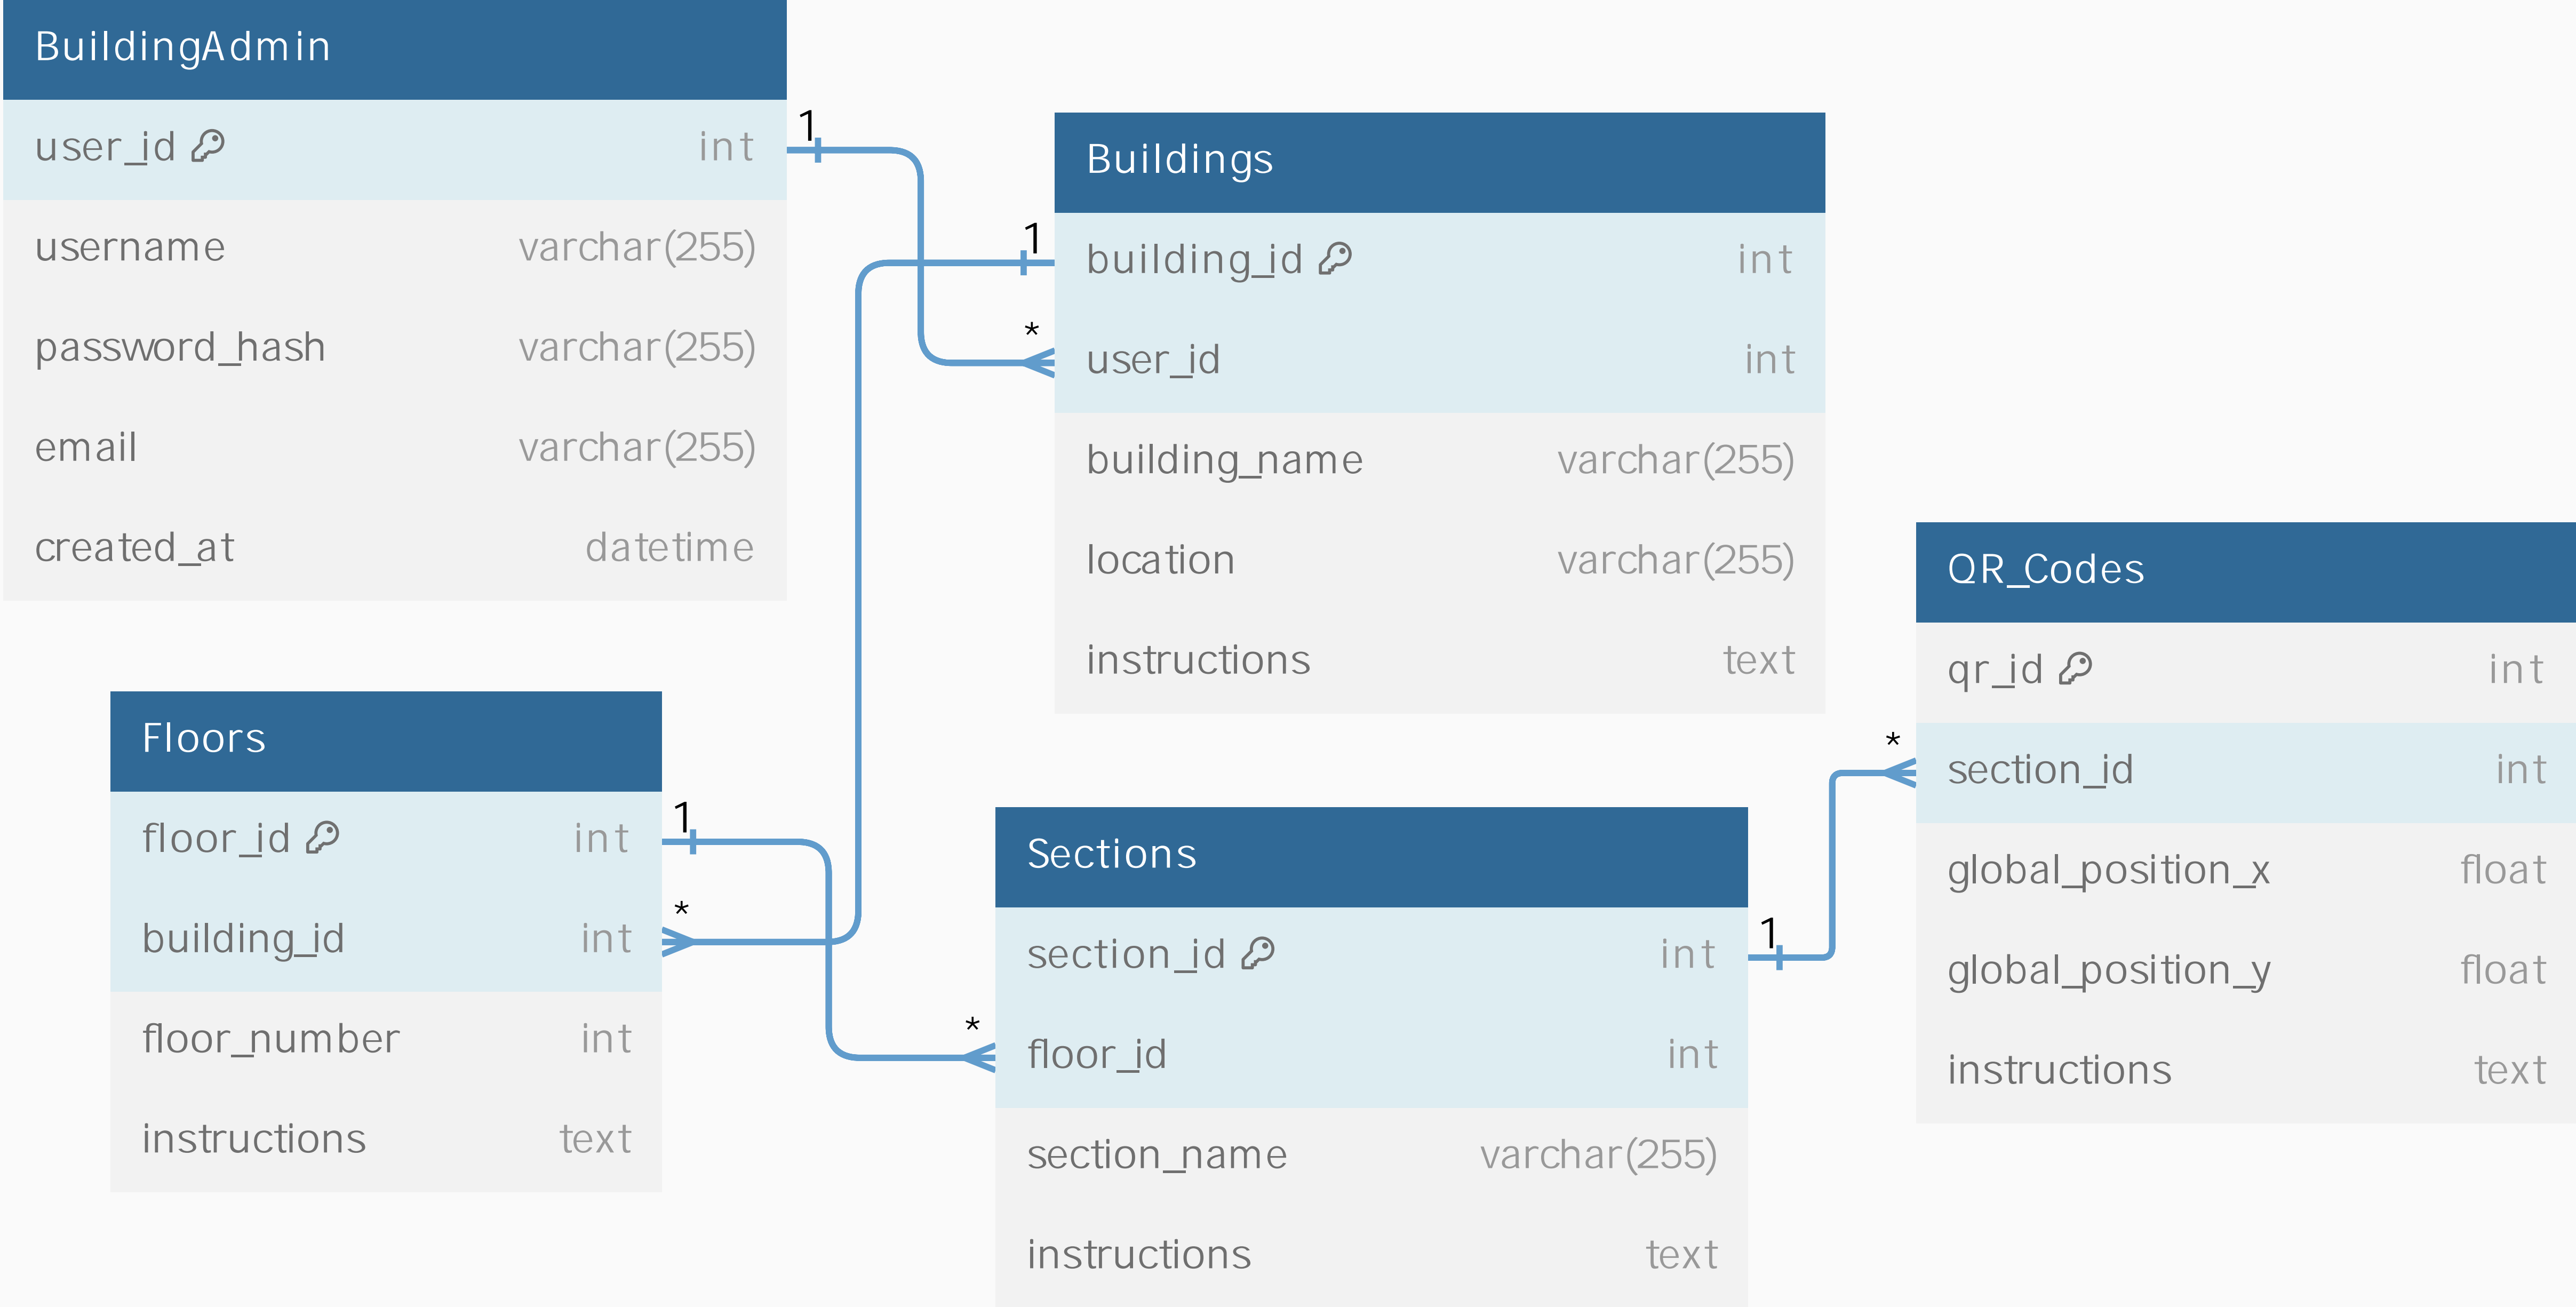 BuildingAdmin
user_id int
username varchar(255)
password_hash varchar(255)
email varchar(255)
created_at datetime
1
*
1
*
Buildings
building_id int
user_id int
building_name varchar(255)
location varchar(255)
instructions text
Floors
floor_id int
building_id int
floor_number int
instructions text
1
*
Sections
section_id int
floor_id int
section_name varchar(255)
instructions text
1
*
QR_Codes
qr_id int
section_id int
global_position_x float
global_position_y float
instructions text